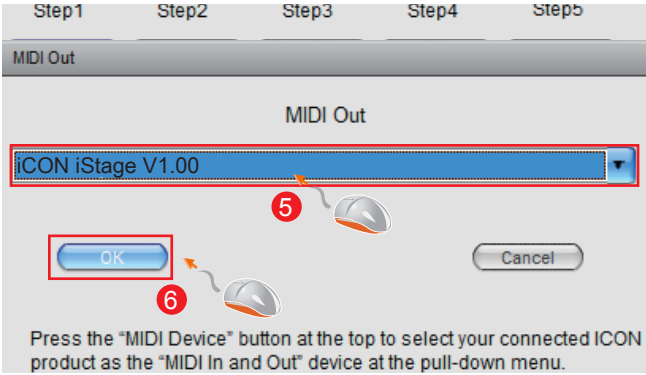 Step1 Step2 Step3 Step4 Step5
MIDI Out
MIDI Out
iCON iStage V1.00
5
OK Cancel
6
Press the “MIDI Device” button at the top to select your connected ICON
product as the “MIDI In and Out” device at the pull-down menu.